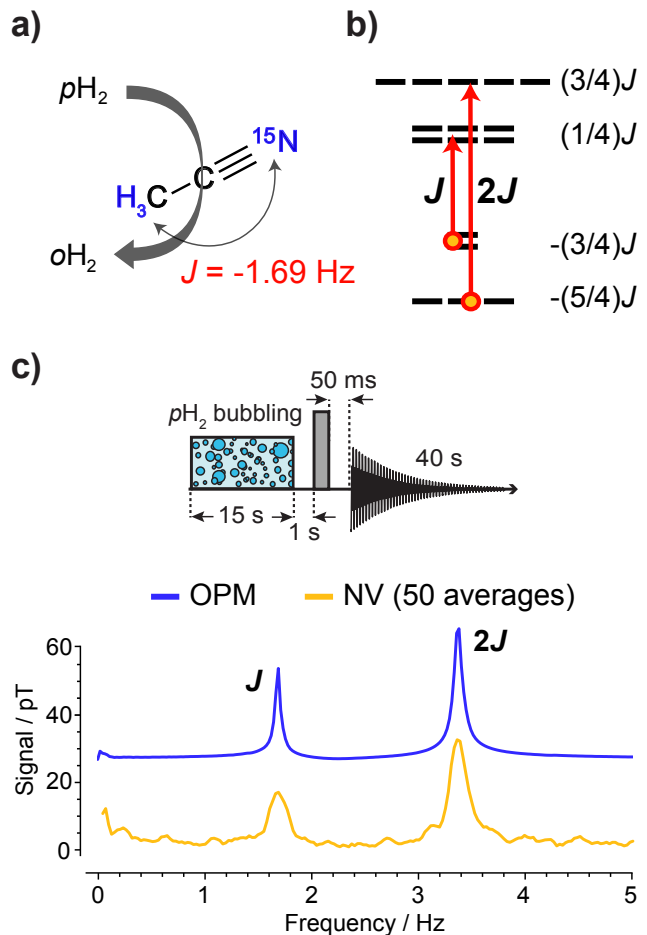 a)
pH₂
¹⁵N
C
H₃C
oH₂
J = -1.69 Hz
b)
(3/4)J
(1/4)J
J 2J
-(3/4)J
-(5/4)J
c)
50 ms
pH₂ bubbling
40 s
15 s
1 s
OPM NV (50 averages)
Signal / pT
60
40
20
0
J
2J
0 1 2 3 4 5
Frequency / Hz